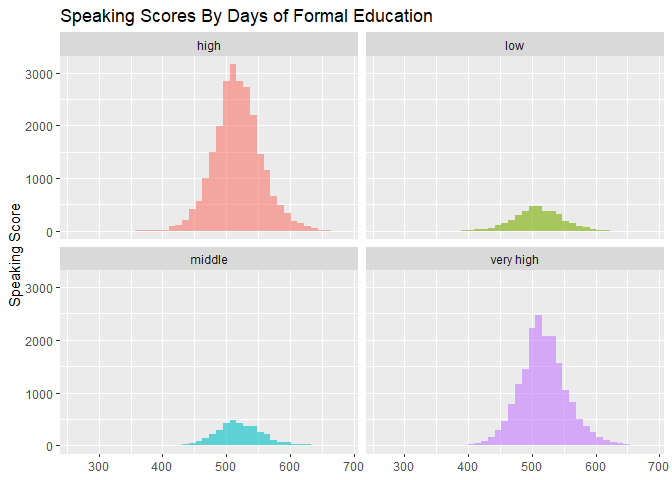 Speaking Scores By Days of Formal Education
high low
3000
2000
1000
0
Speaking Score
middle very high
3000
2000
1000
0
300 400 500 600 700 300 400 500 600 700